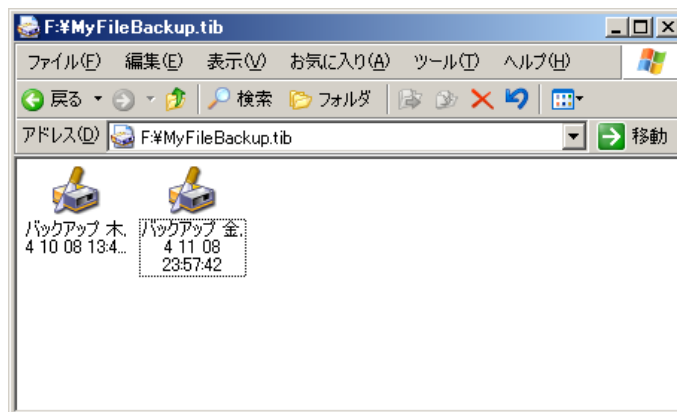 F:¥MyFileBackup.tib
ファイル(F) 編集(E) 表示(V) お気に入り(A) ツール(T) ヘルプ(H)
戻る 検索 フォルダ
アドレス(D) F:¥MyFileBackup.tib 移動
バックアップ 木, 4 10 08 13:4...
バックアップ 金, 4 11 08 23:57:42